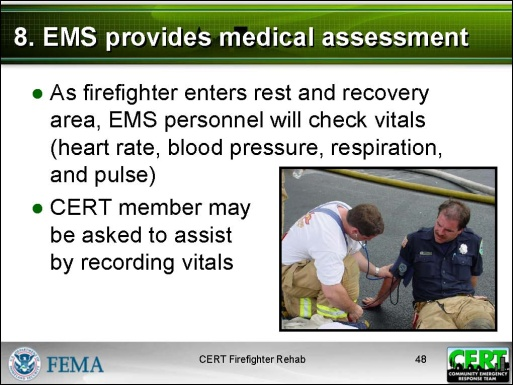 8. EMS provides medical assessment
● As firefighter enters rest and recovery
area, EMS personnel will check vitals
(heart rate, blood pressure, respiration,
and pulse)
● CERT member may
be asked to assist
by recording vitals
FEMA
CERT Firefighter Rehab
48
CERT
COMMUNITY EMERGENCY
RESPONSE TEAM